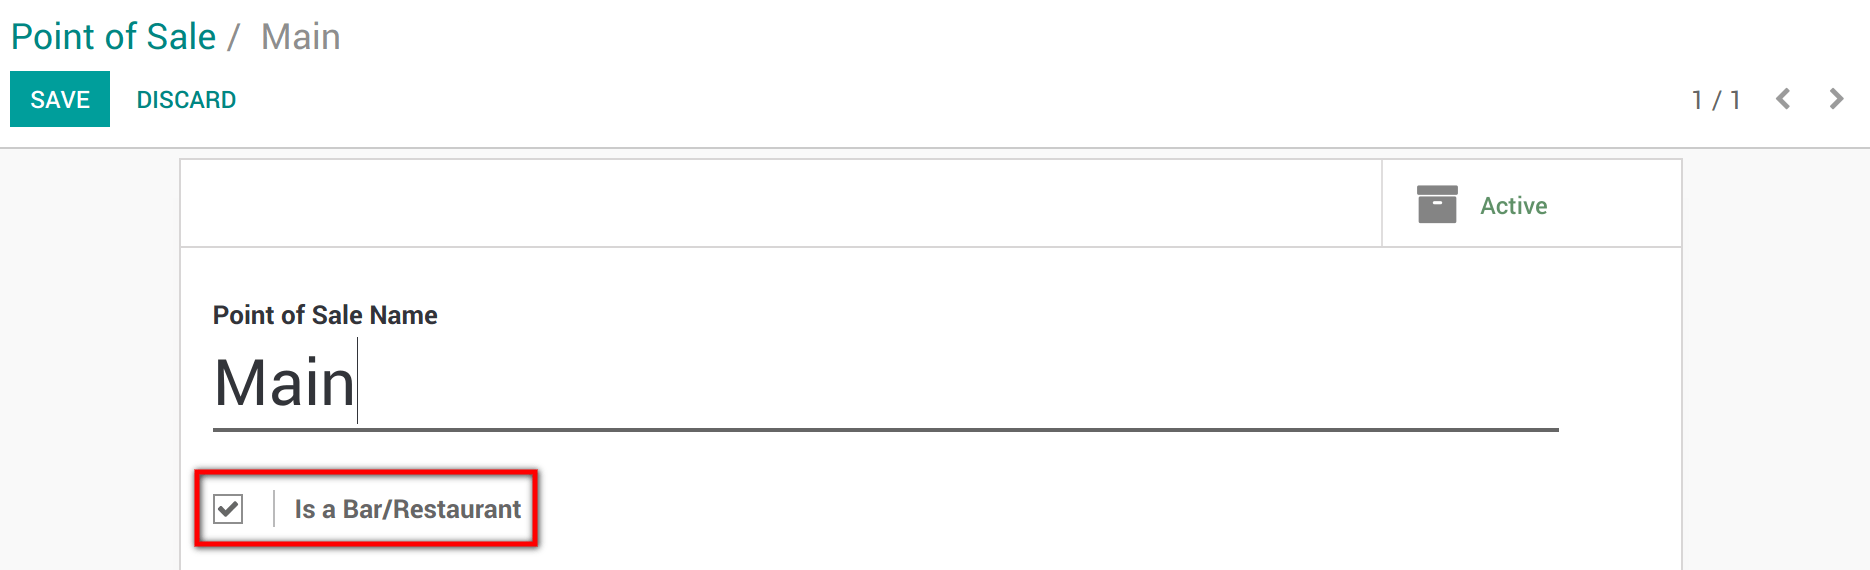 Point of Sale / Main
SAVE DISCARD 1 / 1
Active
Point of Sale Name
Main
Is a Bar/Restaurant